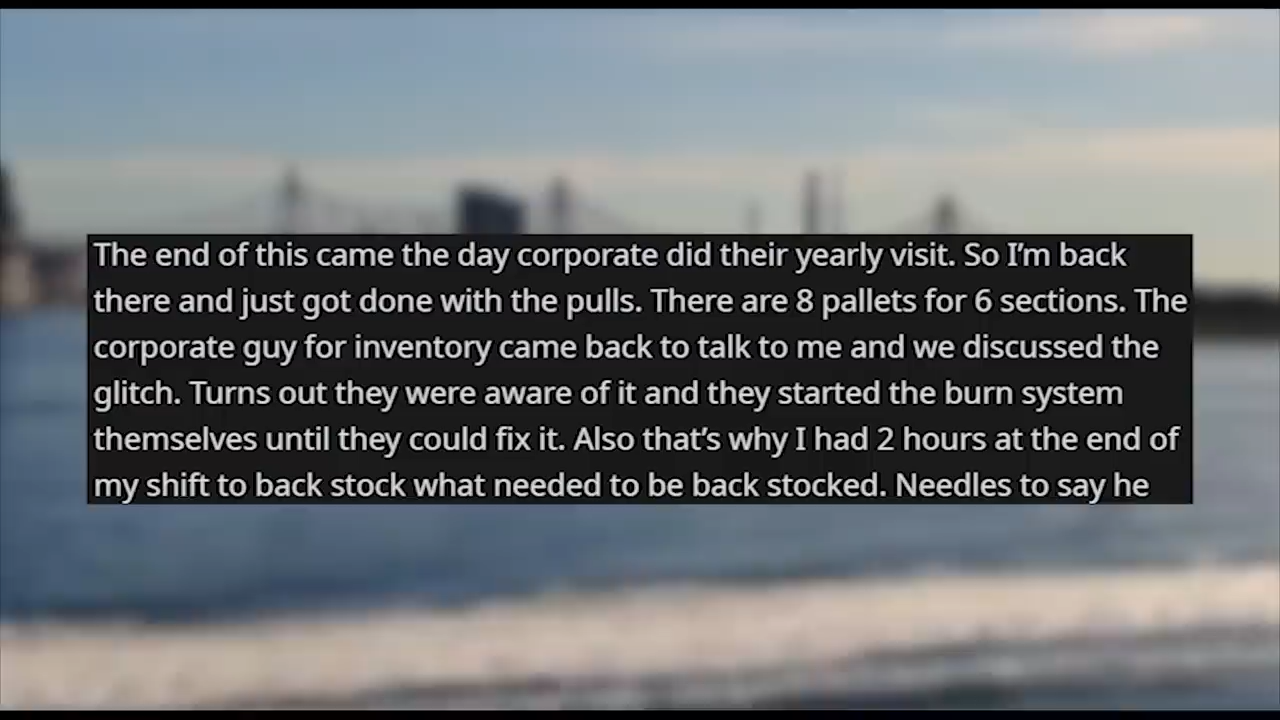 The end of this came the day corporate did their yearly visit. So I’m back
there and just got done with the pulls. There are 8 pallets for 6 sections. The
corporate guy for inventory came back to talk to me and we discussed the
glitch. Turns out they were aware of it and they started the burn system
themselves until they could fix it. Also that’s why I had 2 hours at the end of
my shift to back stock what needed to be back stocked. Needles to say he